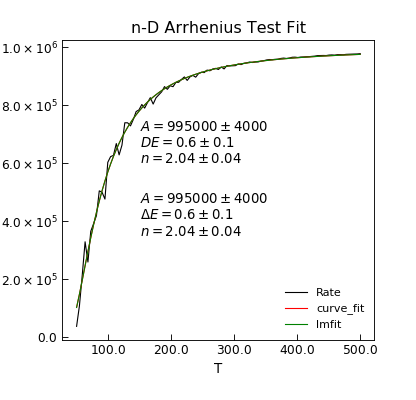 n-D Arrhenius Test Fit
1.0 × 10⁶
8.0 × 10⁵
6.0 × 10⁵
4.0 × 10⁵
2.0 × 10⁵
0.0
A = 995000 ± 4000
DE = 0.6 ± 0.1
n = 2.04 ± 0.04
A = 995000 ± 4000
ΔE = 0.6 ± 0.1
n = 2.04 ± 0.04
Rate
curve_fit
lmfit
100.0 200.0 300.0 400.0 500.0
T